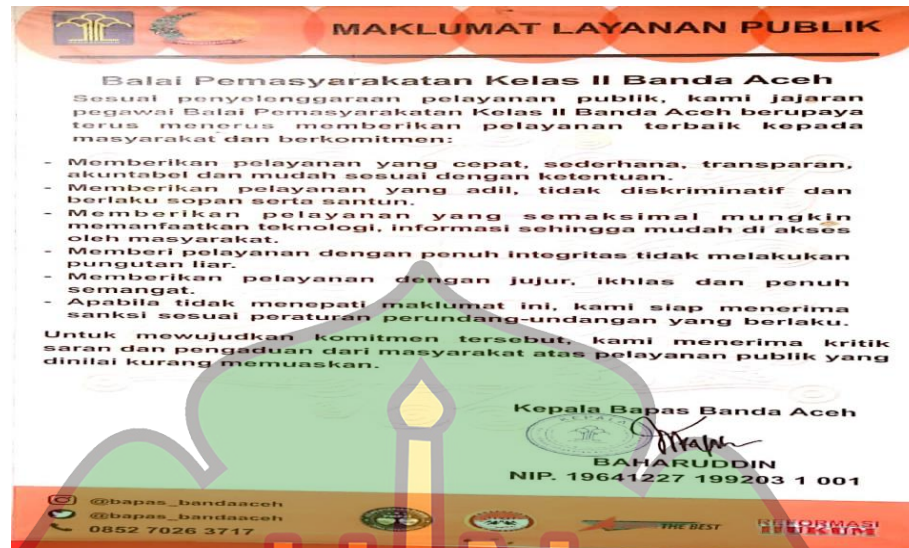 MAKLUMAT LAYANAN PUBLIK
Balai Pemasyarakatan Kelas II Banda Aceh
Sesuai penyelenggaraan pelayanan publik, kami jajaran
pegawai Balai Pemasyarakatan Kelas II Banda Aceh berupaya
terus menerus memberikan pelayanan terbaik kepada
masyarakat dan berkomitmen:
- Memberikan pelayanan yang cepat, sederhana, transparan,
akuntabel dan mudah sesuai dengan ketentuan.
- Memberikan pelayanan yang adil, tidak diskriminatif dan
berlaku sopan serta santun.
- Memberikan pelayanan yang semaksimal mungkin
memanfaatkan teknologi, informasi sehingga mudah di akses
oleh masyarakat.
- Memberi pelayanan dengan penuh integritas tidak melakukan
pungutan liar.
- Memberikan pelayanan dengan jujur, ikhlas dan penuh
semangat.
- Apabila tidak menepati maklumat ini, kami siap menerima
sanksi sesuai peraturan perundang-undangan yang berlaku.
Untuk mewujudkan komitmen tersebut, kami menerima kritik
saran dan pengaduan dari masyarakat atas pelayanan publik yang
dinilai kurang memuaskan.
Kepala Bapas Banda Aceh
KEPALA
BAHARUDDIN
NIP. 19641227 199203 1 001
@bapas_bandaaceh
@bapas_bandaaceh
0852 7026 3717
THE BEST
REFORMASI
HUKUM